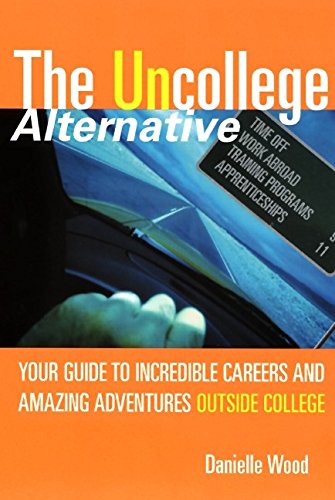 The Uncollege
Alternative
TIME OFF
WORK ABROAD
TRAINING PROGRAMS
APPRENTICESHIPS
9
11
YOUR GUIDE TO INCREDIBLE CAREERS AND
AMAZING ADVENTURES OUTSIDE COLLEGE
Danielle Wood